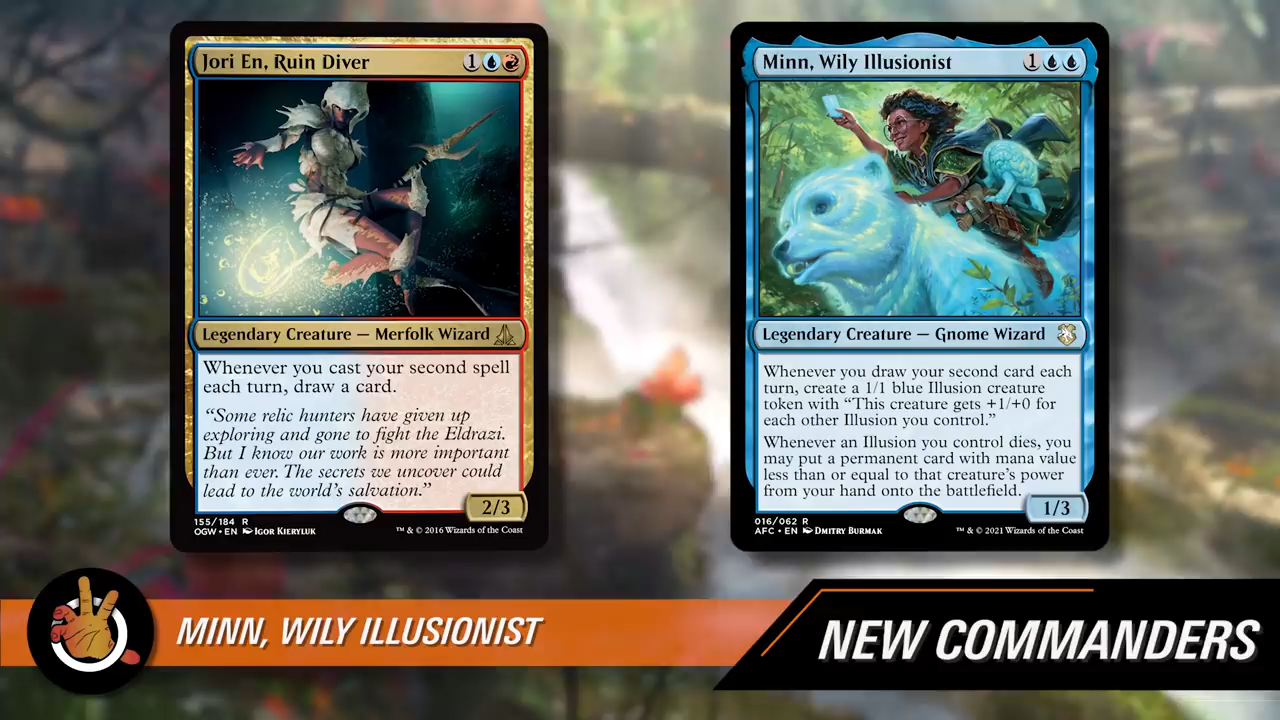 Jori En, Ruin Diver
1
Legendary Creature — Merfolk Wizard
Whenever you cast your second spell
each turn, draw a card.
“Some relic hunters have given up
exploring and gone to fight the Eldrazi.
But I know our work is more important
than ever. The secrets we uncover could
lead to the world’s salvation.”
2/3
155/184 R
OGW • EN Igor Kieryluk
™ & © 2016 Wizards of the Coast
Minn, Wily Illusionist
1
Legendary Creature — Gnome Wizard
Whenever you draw your second card each
turn, create a 1/1 blue Illusion creature
token with “This creature gets +1/+0 for
each other Illusion you control.”
Whenever an Illusion you control dies, you
may put a permanent card with mana value
less than or equal to that creature’s power
from your hand onto the battlefield.
1/3
016/062 R
AFC • EN Dmitry Burmak
™ & © 2021 Wizards of the Coast
MINN, WILY ILLUSIONIST
NEW COMMANDERS